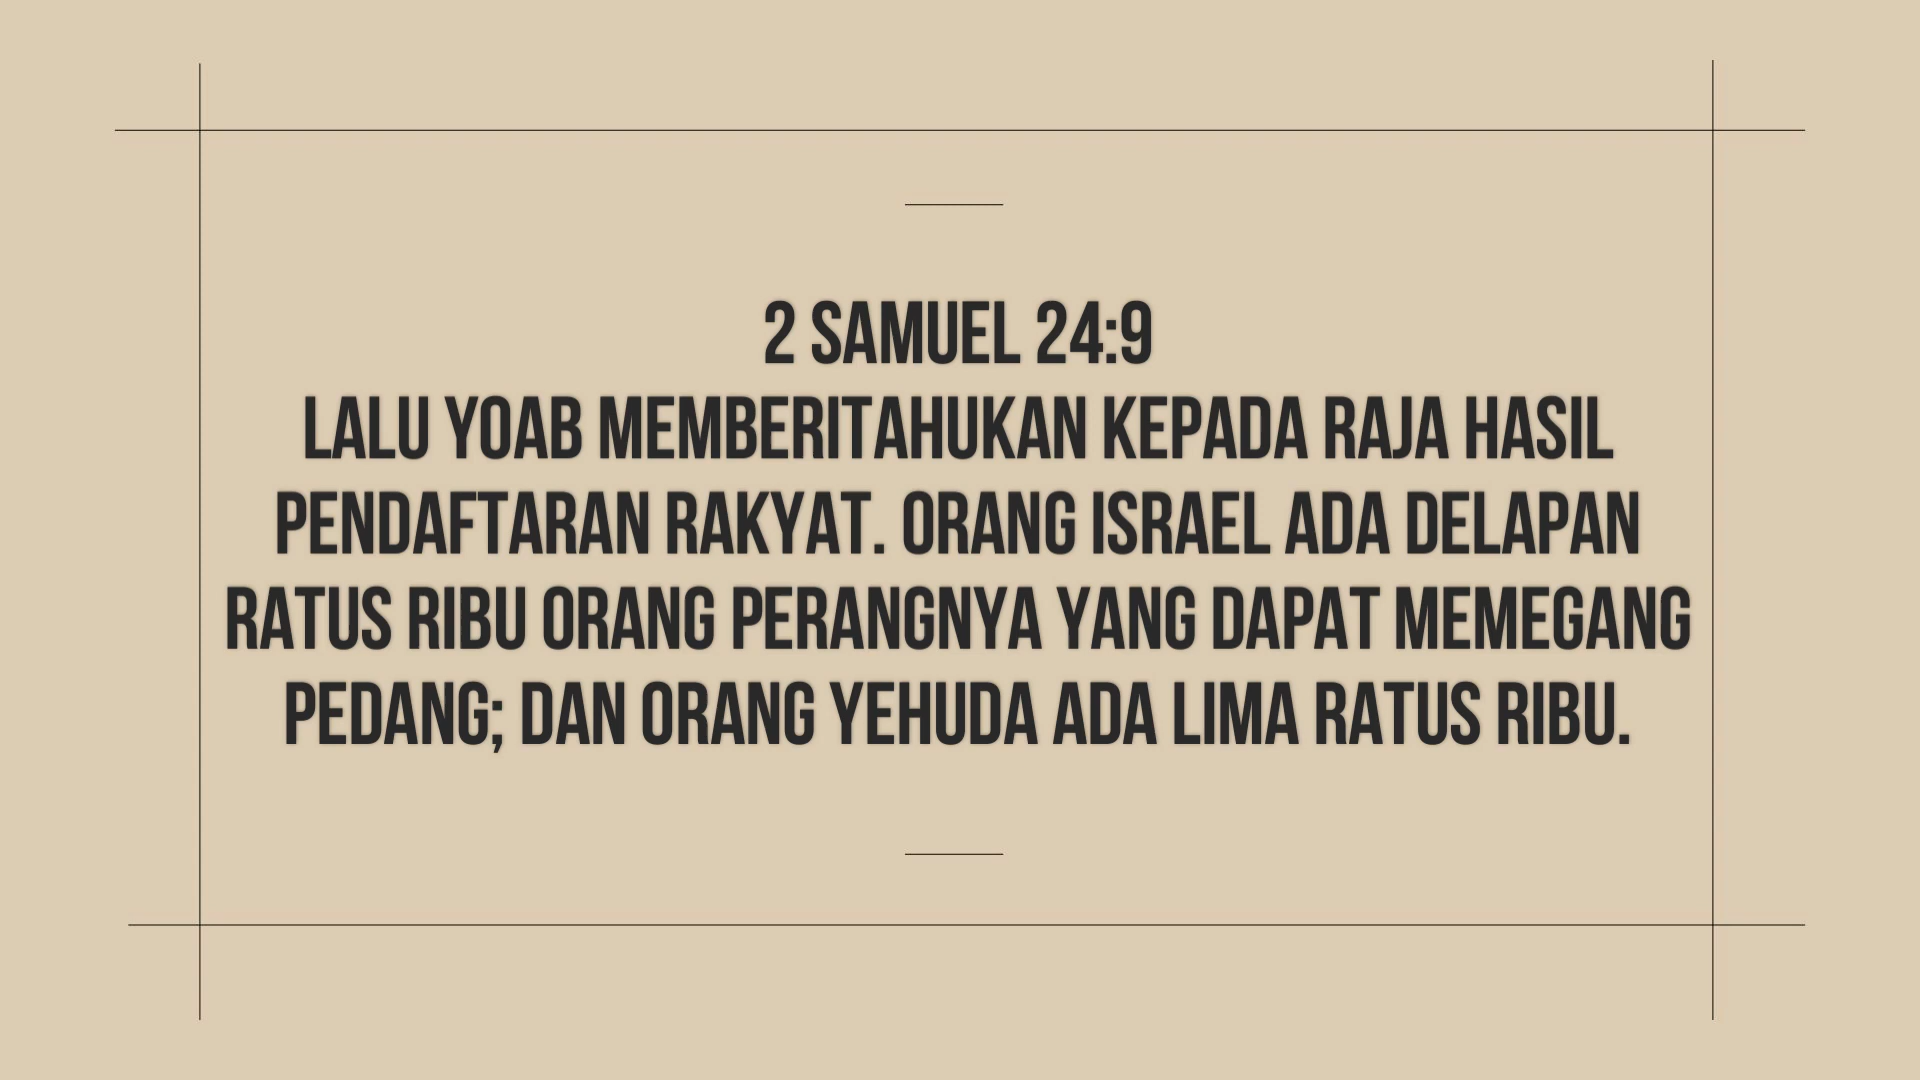 2 SAMUEL 24:9
LALU YOAB MEMBERITAHUKAN KEPADA RAJA HASIL
PENDAFTARAN RAKYAT. ORANG ISRAEL ADA DELAPAN
RATUS RIBU ORANG PERANGNYA YANG DAPAT MEMEGANG
PEDANG; DAN ORANG YEHUDA ADA LIMA RATUS RIBU.